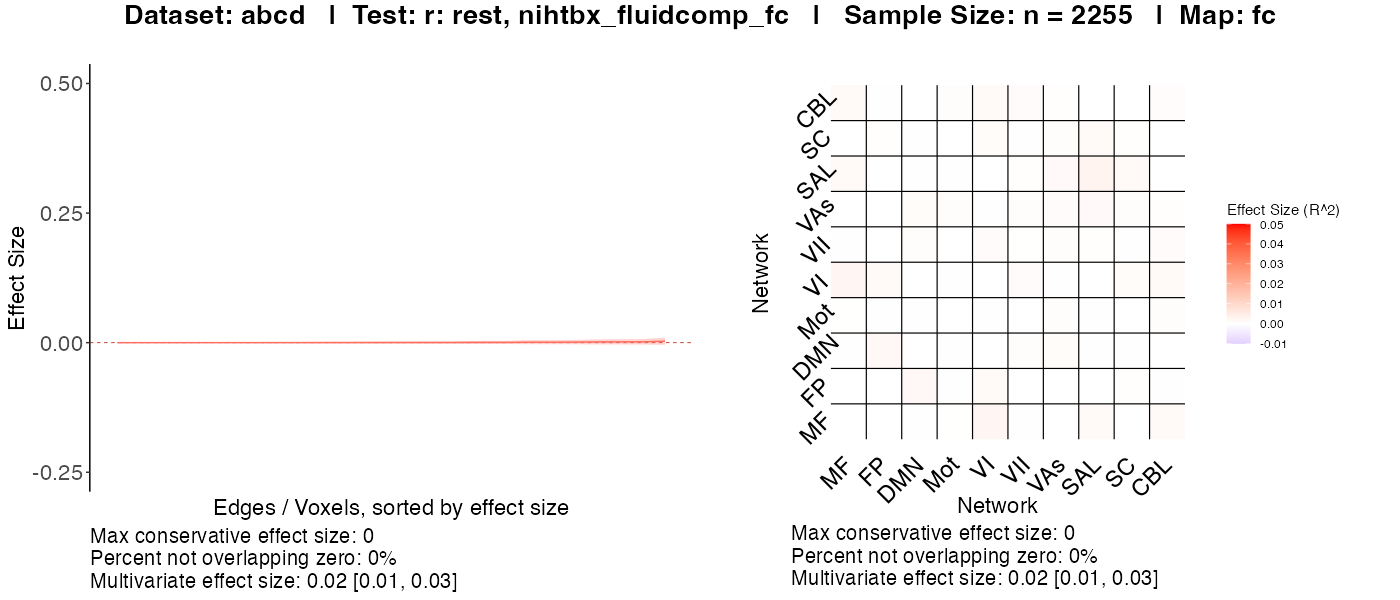 Dataset: abcd | Test: r: rest, nihtbx_fluidcomp_fc | Sample Size: n = 2255 | Map: fc
0.50
0.25
0.00
-0.25
Effect Size
Edges / Voxels, sorted by effect size
Max conservative effect size: 0
Percent not overlapping zero: 0%
Multivariate effect size: 0.02 [0.01, 0.03]
Network
CBL
SC
SAL
VAs
VII
VI
Mot
DMN
FP
MF
MF
FP
DMN
Mot
VI
VII
VAs
SAL
SC
CBL
Network
Max conservative effect size: 0
Percent not overlapping zero: 0%
Multivariate effect size: 0.02 [0.01, 0.03]
Effect Size (R^2)
0.05
0.04
0.03
0.02
0.01
0.00
-0.01